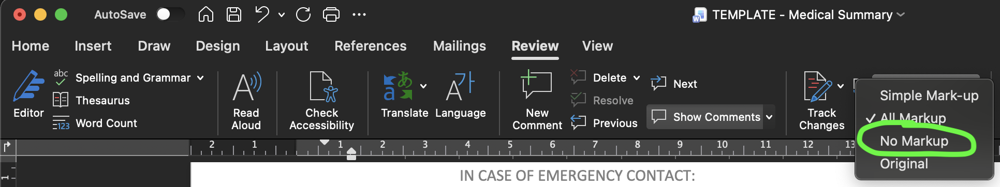 AutoSave
TEMPLATE - Medical Summary
Home Insert Draw Design Layout References Mailings Review View
Editor
abc
Spelling and Grammar
Thesaurus
123
Word Count
A
Read
Aloud
Check
Accessibility
あ
a
Translate
A가
Language
New
Comment
Delete
Resolve
Previous
Next
Show Comments
Track
Changes
Simple Mark-up
✓ All Markup
No Markup
Original
2 1 1 2 3 4 5 6 7 8 9 10 11 12 13
1
IN CASE OF EMERGENCY CONTACT: